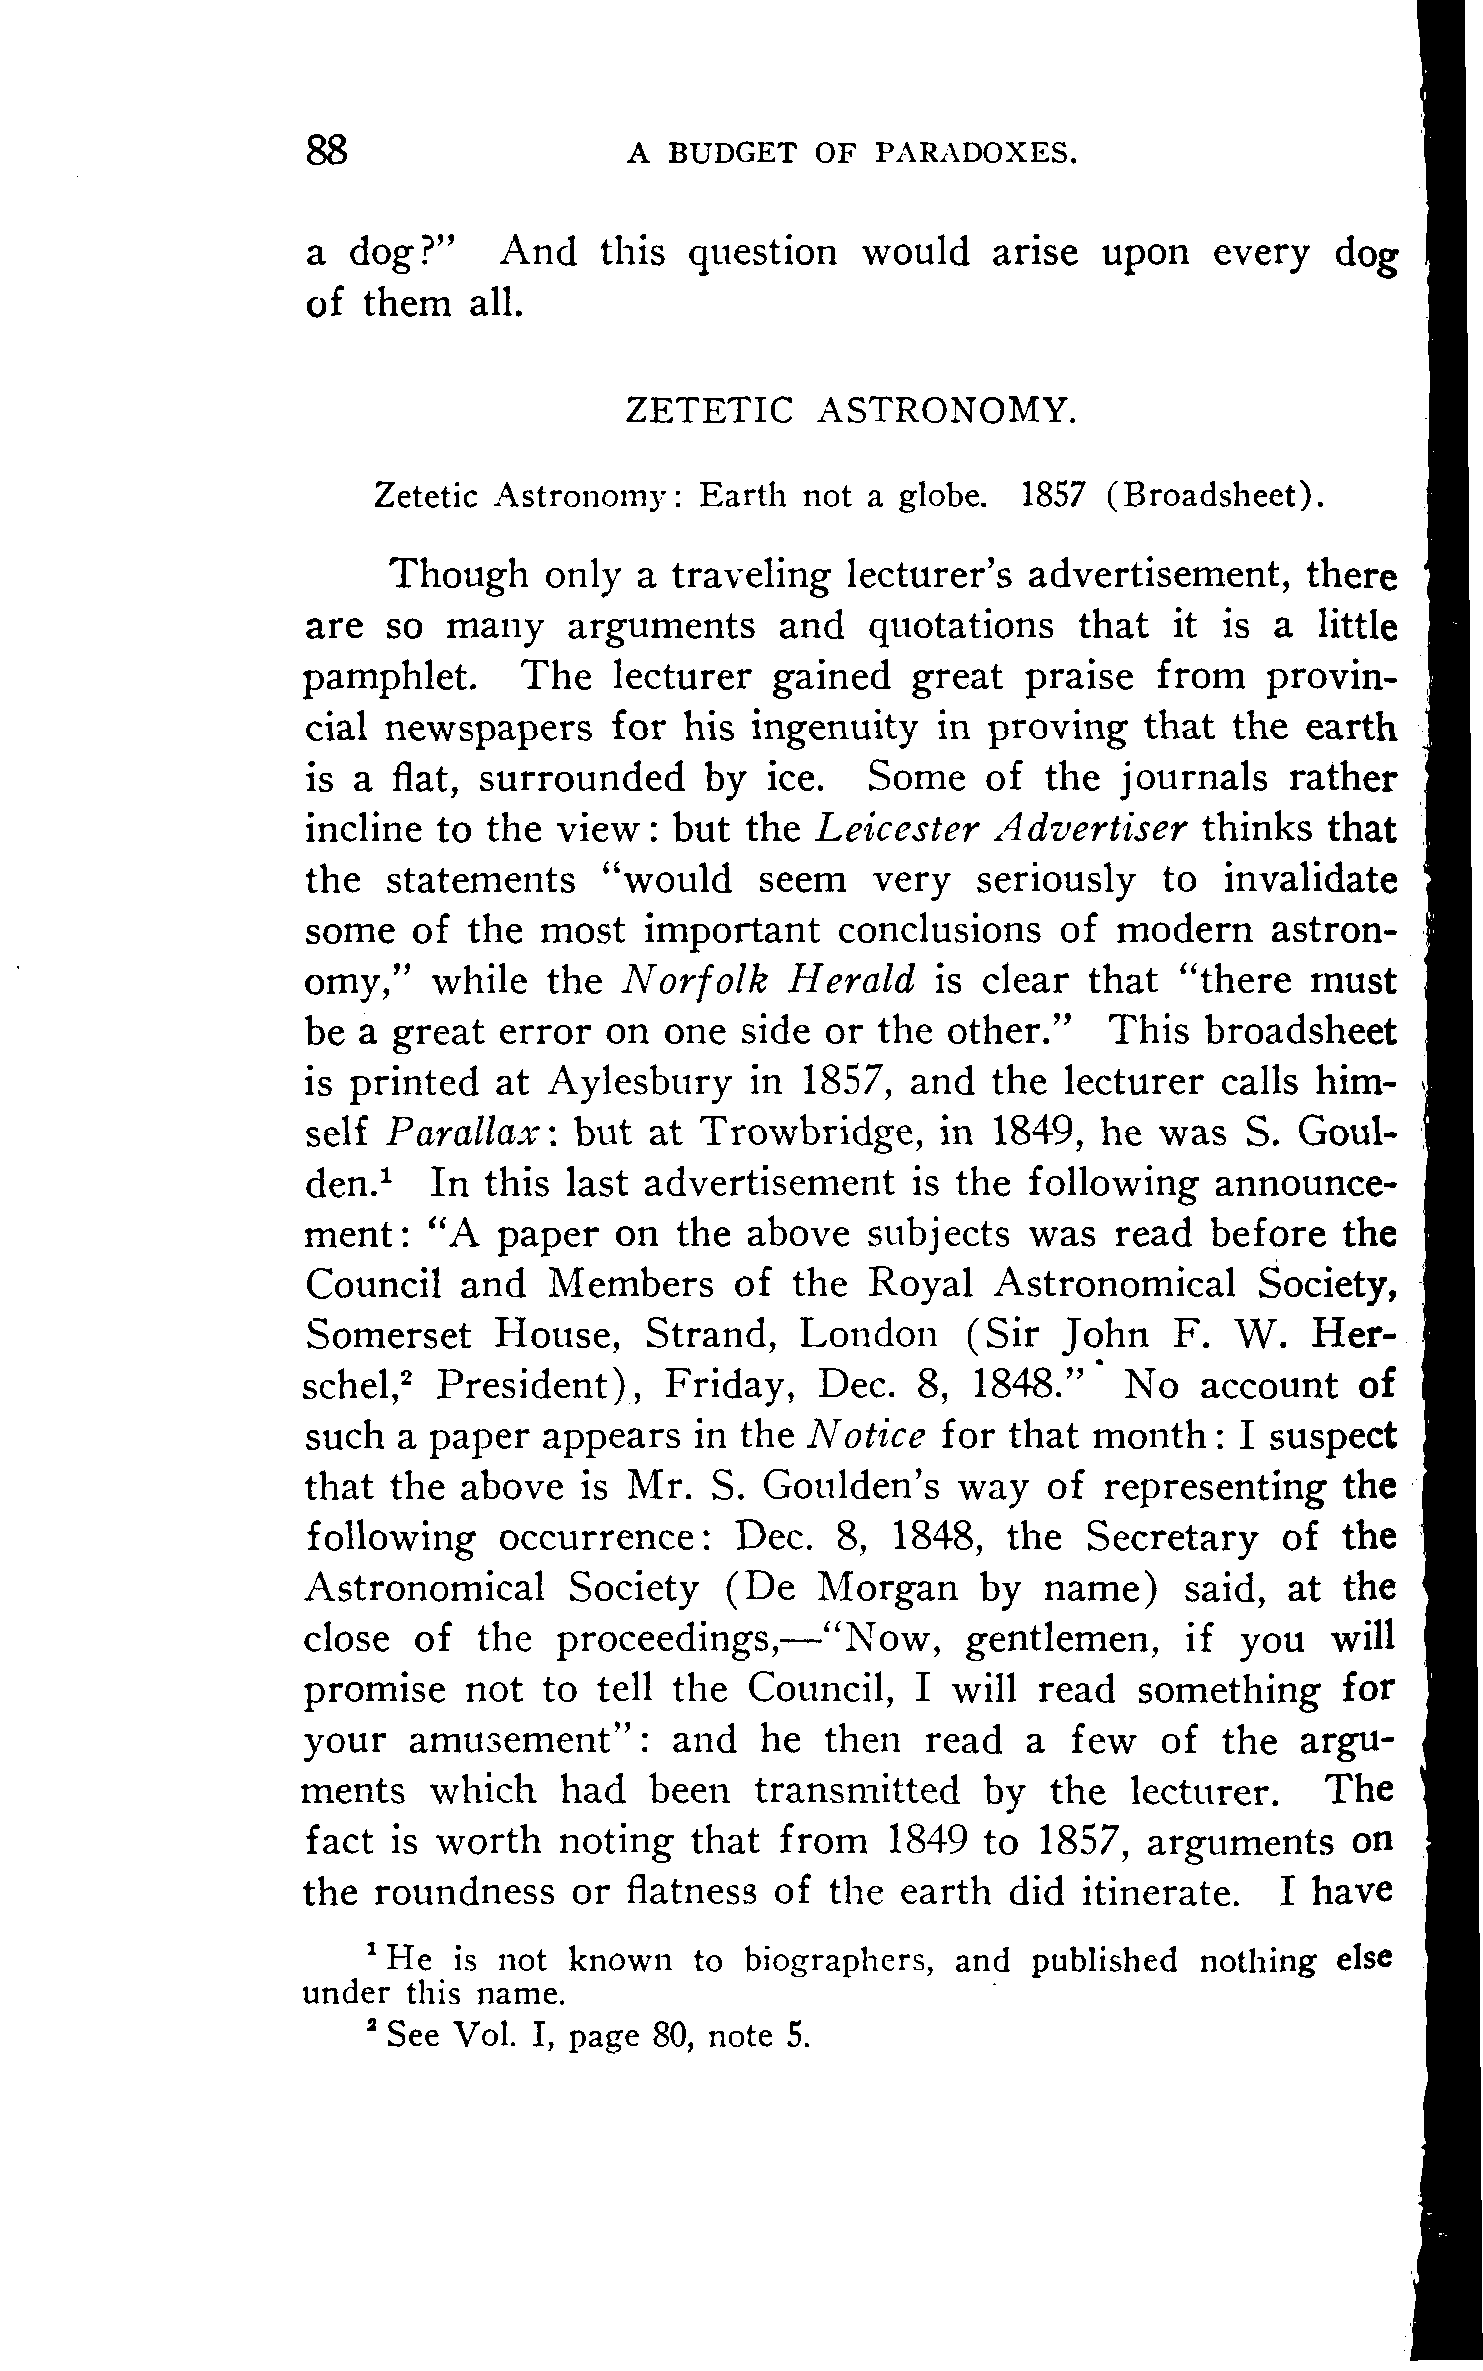 88 A BUDGET OF PARADOXES.
a dog?" And this question would arise upon every dog
of them all.
ZETETIC ASTRONOMY.
Zetetic Astronomy: Earth not a globe. 1857 (Broadsheet).
Though only a traveling lecturer's advertisement, there
are so many arguments and quotations that it is a little
pamphlet. The lecturer gained great praise from provin-
cial newspapers for his ingenuity in proving that the earth
is a flat, surrounded by ice. Some of the journals rather
incline to the view: but the Leicester Advertiser thinks that
the statements "would seem very seriously to invalidate
some of the most important conclusions of modern astron-
omy," while the Norfolk Herald is clear that "there must
be a great error on one side or the other." This broadsheet
is printed at Aylesbury in 1857, and the lecturer calls him-
self Parallax: but at Trowbridge, in 1849, he was S. Goul-
den.¹ In this last advertisement is the following announce-
ment: "A paper on the above subjects was read before the
Council and Members of the Royal Astronomical Society,
Somerset House, Strand, London (Sir John F. W. Her-
schel,² President), Friday, Dec. 8, 1848." No account of
such a paper appears in the Notice for that month: I suspect
that the above is Mr. S. Goulden's way of representing the
following occurrence: Dec. 8, 1848, the Secretary of the
Astronomical Society (De Morgan by name) said, at the
close of the proceedings,—"Now, gentlemen, if you will
promise not to tell the Council, I will read something for
your amusement": and he then read a few of the argu-
ments which had been transmitted by the lecturer. The
fact is worth noting that from 1849 to 1857, arguments on
the roundness or flatness of the earth did itinerate. I have
¹ He is not known to biographers, and published nothing else
under this name.
² See Vol. I, page 80, note 5.